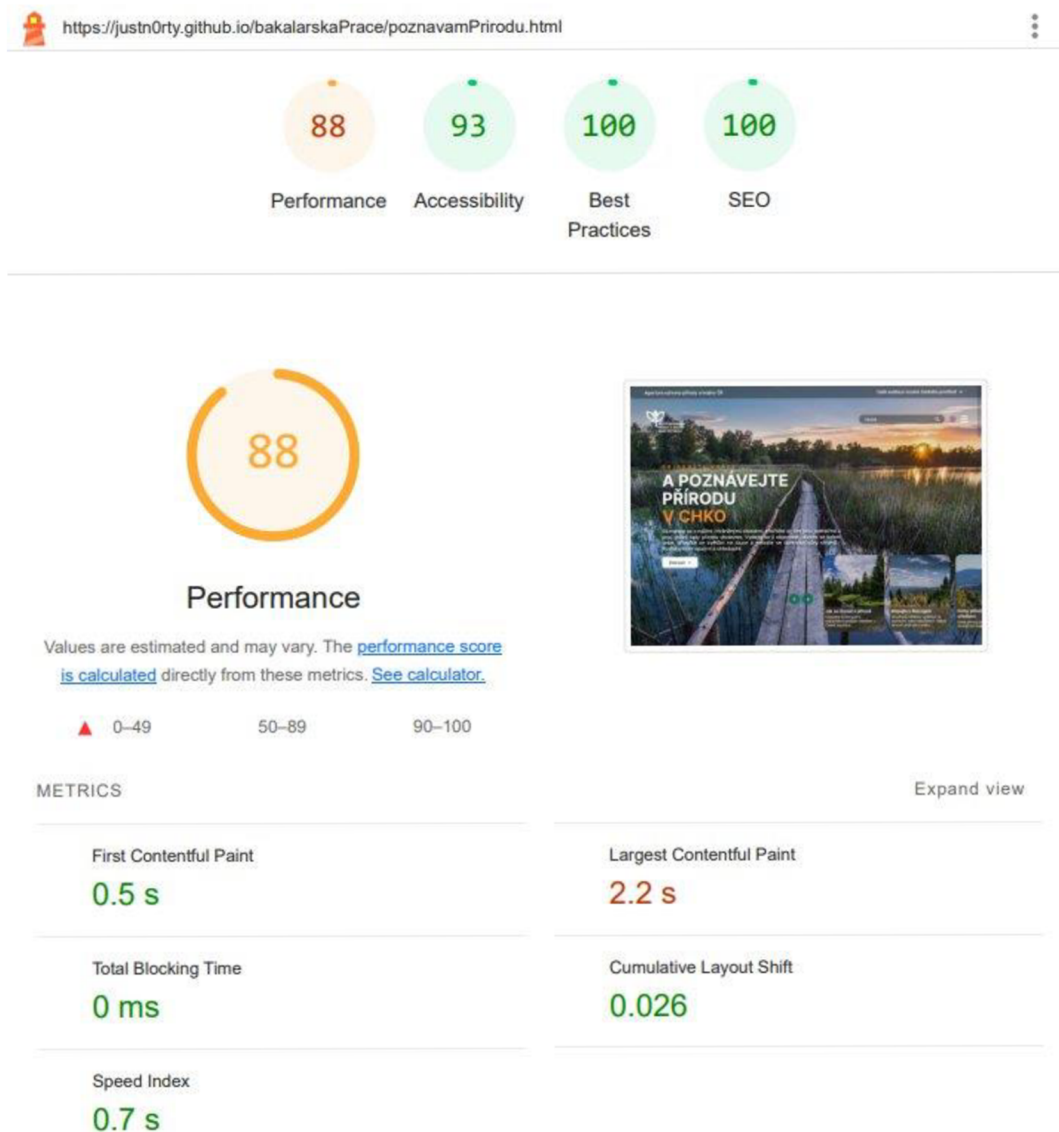 https://justn0rty.github.io/bakalarskaPrace/poznavamPrirodu.html
88
93
100
100
Performance
Accessibility
Best
Practices
SEO
88
Performance
Values are estimated and may vary. The performance score
is calculated directly from these metrics. See calculator.
0–49
50–89
90–100
A POZNÁVEJTE
PŘÍRODU
V CHKO
METRICS
Expand view
First Contentful Paint
0.5 s
Largest Contentful Paint
2.2 s
Total Blocking Time
0 ms
Cumulative Layout Shift
0.026
Speed Index
0.7 s